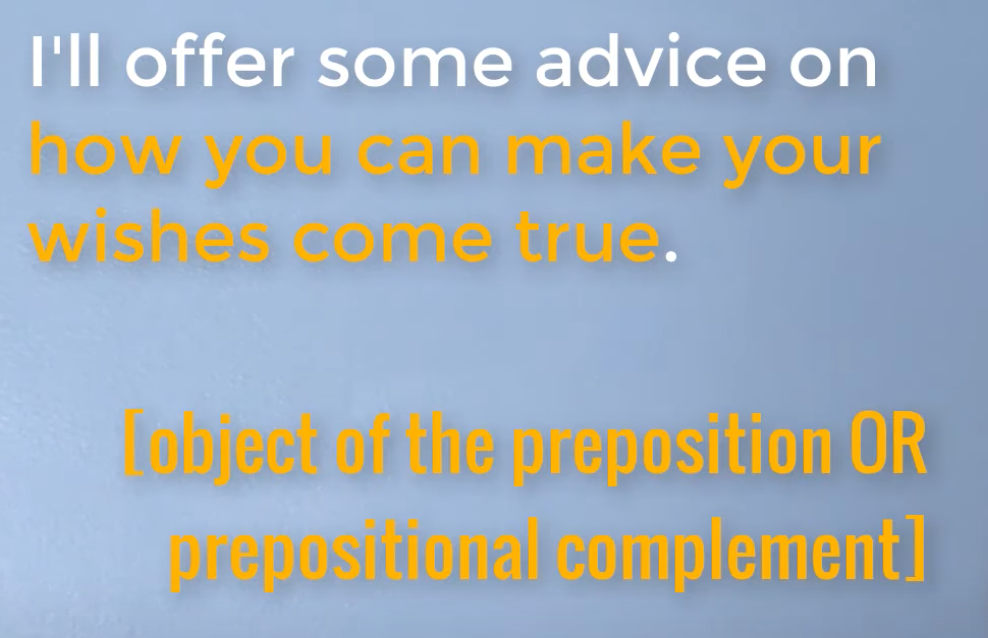 I'll offer some advice on
how you can make your
wishes come true.
[object of the preposition OR
prepositional complement]